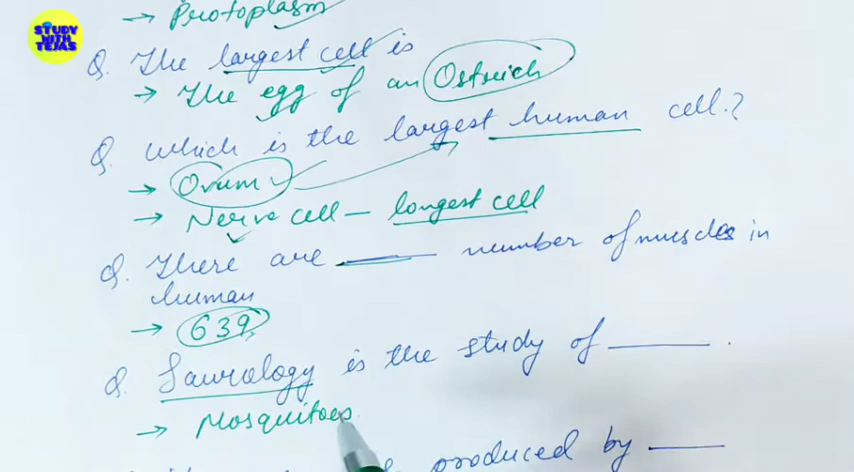 STUDY
WITH
TEJAS
→ Protoplasm
Q. The largest cell is
→ The egg of an Ostrich
Q. Which is the largest human cell?
→ Ovum
→ Nerve cell – longest cell
Q. There are ___ number of muscles in
human
→ 639
Q. Saurology is the study of ___.
→ Mosquitoes
produced by ___